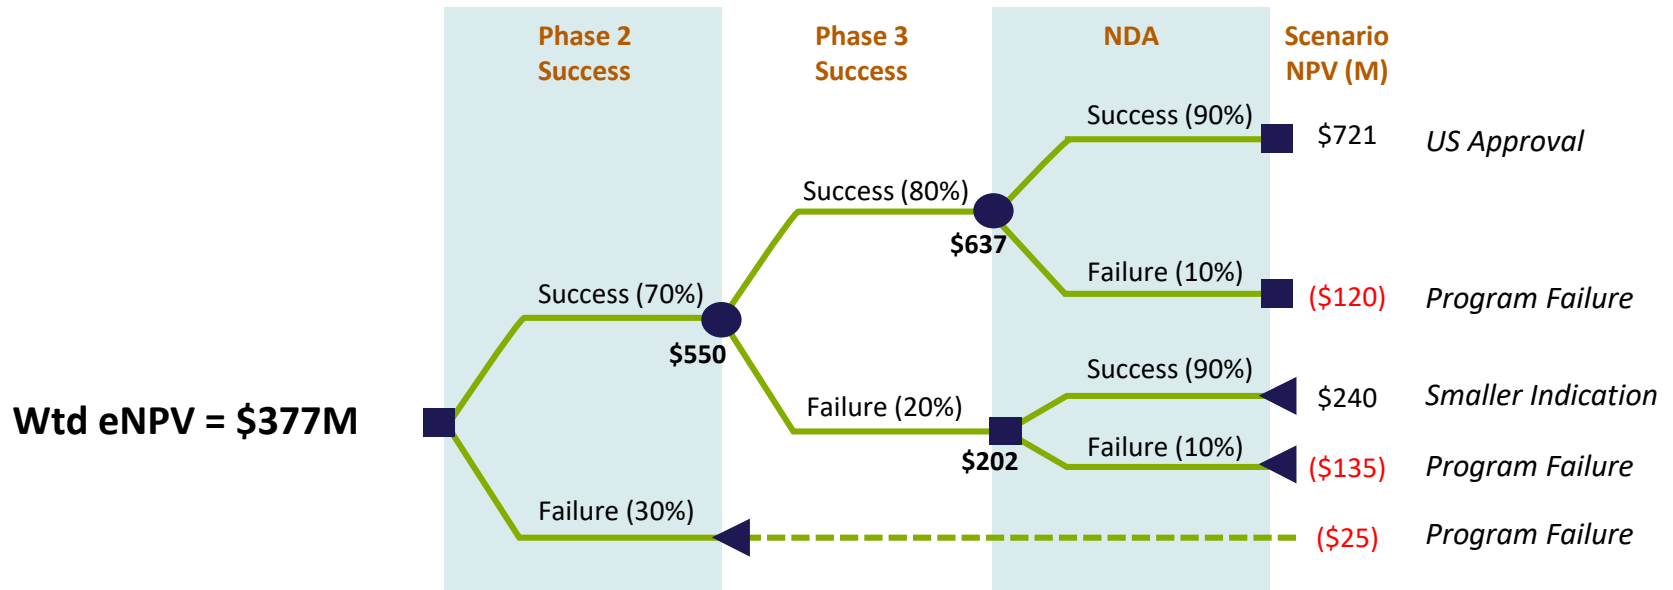 Phase 2
Success
Phase 3
Success
NDA
Scenario
NPV (M)
Success (90%)
$721
US Approval
Success (80%)
$637
Failure (10%)
($120)
Program Failure
Success (70%)
$550
Success (90%)
$240
Smaller Indication
Failure (20%)
$202
Failure (10%)
($135)
Program Failure
Wtd eNPV = $377M
Failure (30%)
($25)
Program Failure